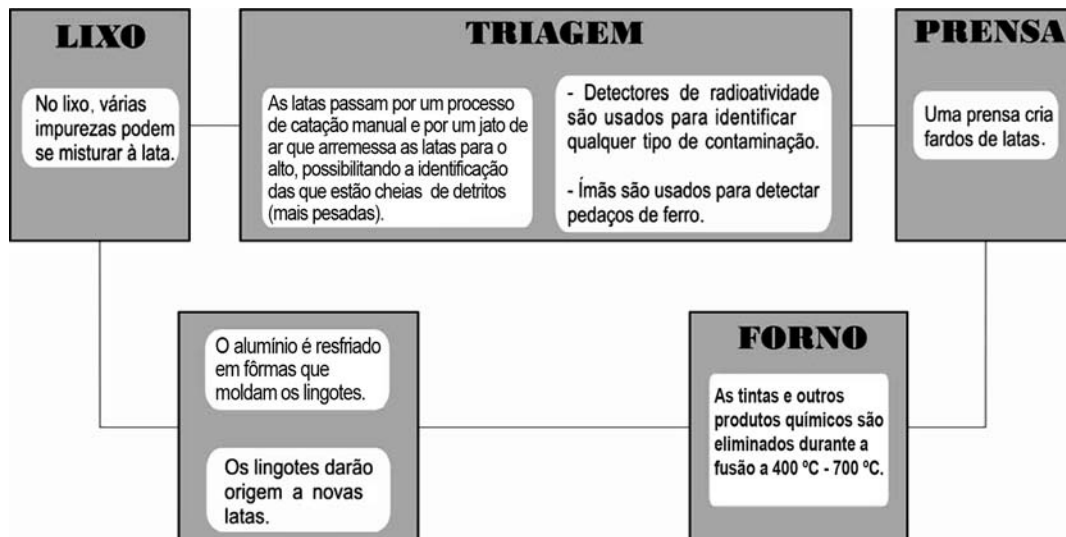 LIXO
No lixo, várias
impurezas podem
se misturar à lata.
TRIAGEM
As latas passam por um processo
de catação manual e por um jato de
ar que arremessa as latas para o
alto, possibilitando a identificação
das que estão cheias de detritos
(mais pesadas).
- Detectores de radioatividade
são usados para identificar
qualquer tipo de contaminação.
- Ímãs são usados para detectar
pedaços de ferro.
PRENSA
Uma prensa cria
fardos de latas.
FORNO
As tintas e outros
produtos químicos são
eliminados durante a
fusão a 400 ºC - 700 ºC.
O alumínio é resfriado
em fôrmas que
moldam os lingotes.
Os lingotes darão
origem a novas
latas.